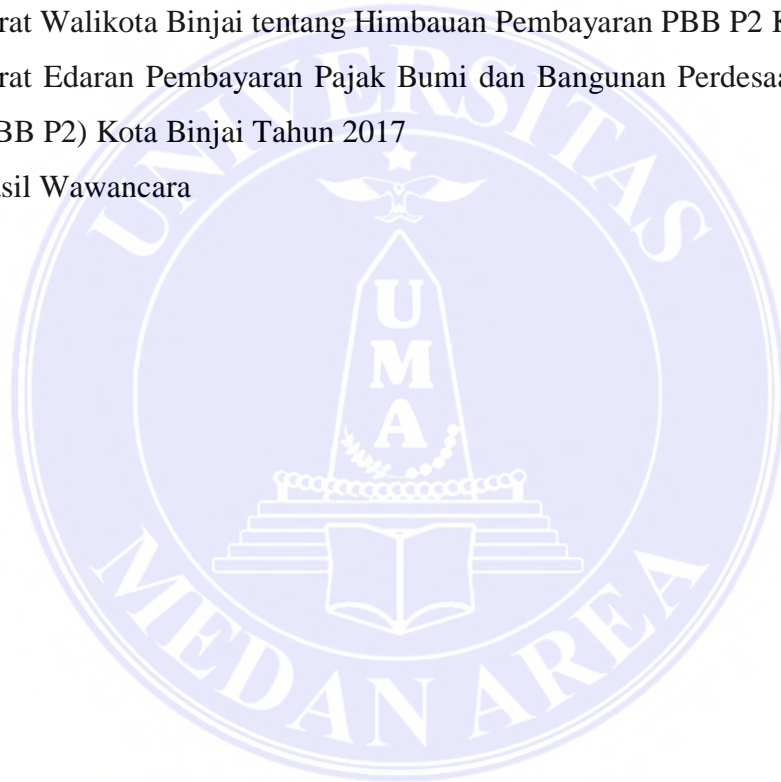 rat Walikota Binjai tentang Himbauan Pembayaran PBB P2 K
rat Edaran Pembayaran Pajak Bumi dan Bangunan Perdesaa
BB P2) Kota Binjai Tahun 2017
asil Wawancara
UNIVERSITAS
U
M
A
MEDAN AREA